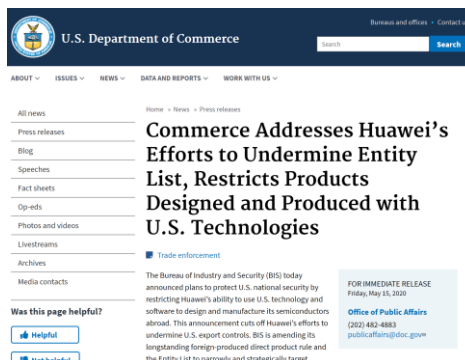 U.S. Department of Commerce
Bureaus and offices • Contact u
Search
Search
ABOUT ISSUES NEWS DATA AND REPORTS WORK WITH US
All news
Press releases
Blog
Speeches
Fact sheets
Op-eds
Photos and videos
Livestreams
Archives
Media contacts
Was this page helpful?
Helpful
Not helpful
Home » News » Press releases
Commerce Addresses Huawei's
Efforts to Undermine Entity
List, Restricts Products
Designed and Produced with
U.S. Technologies
Trade enforcement
The Bureau of Industry and Security (BIS) today
announced plans to protect U.S. national security by
restricting Huawei's ability to use U.S. technology and
software to design and manufacture its semiconductors
abroad. This announcement cuts off Huawei's efforts to
undermine U.S. export controls. BIS is amending its
longstanding foreign-produced direct product rule and
the Entity List to narrowly and strategically target
FOR IMMEDIATE RELEASE
Friday, May 15, 2020
Office of Public Affairs
(202) 482-4883
publicaffairs@doc.gov